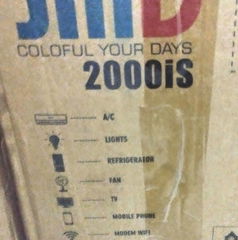 COLOFUL YOUR DAYS
2000iS
A/C
LIGHTS
REFRIGERATOR
FAN
TV
MOBILE PHONE
MODEM WIFI